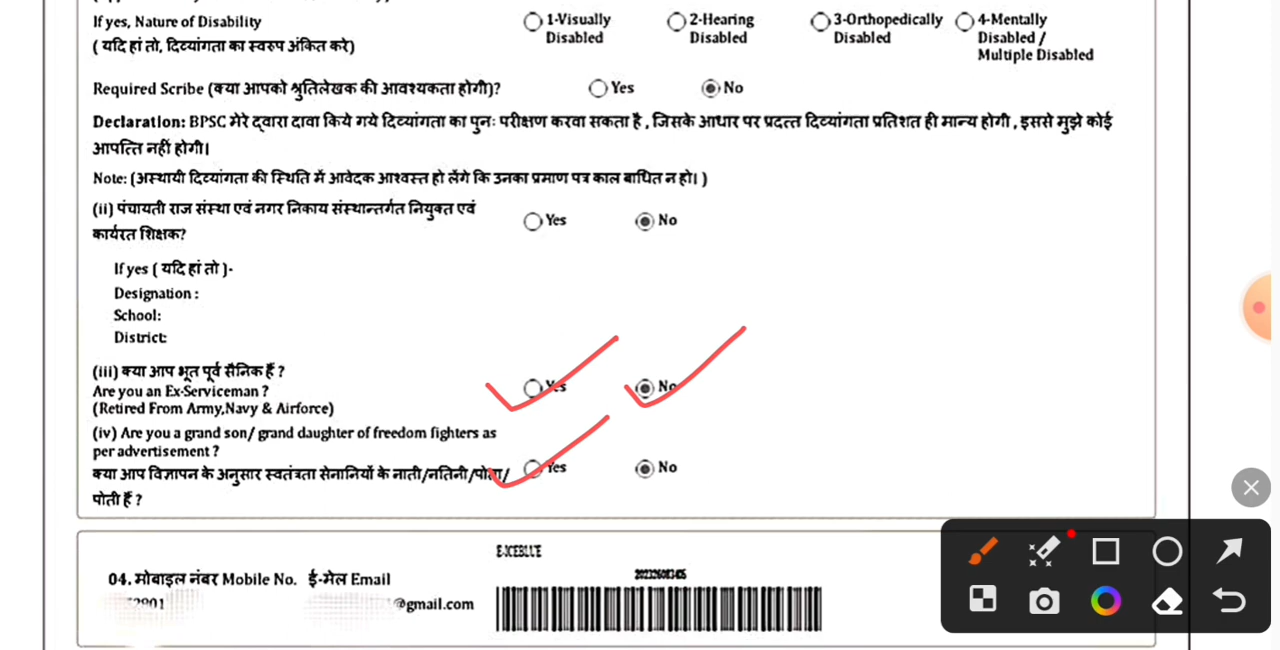 If yes, Nature of Disability
( यदि हां तो, दिव्यांगता का स्वरुप अंकित करे)
1-Visually Disabled
2-Hearing Disabled
3-Orthopedically Disabled
4-Mentally Disabled / Multiple Disabled
Required Scribe (क्या आपको श्रुतिलेखक की आवश्यकता होगी)? Yes No
Declaration: BPSC मेरे द्वारा दावा किये गये दिव्यांगता का पुनः परीक्षण करवा सकता है , जिसके आधार पर प्रदत्त दिव्यांगता प्रतिशत ही मान्य होगी , इससे मुझे कोई
आपत्ति नहीं होगी।
Note: (अस्थायी दिव्यांगता की स्थिति में आवेदक आश्वस्त हो लेंगे कि उनका प्रमाण पत्र काल बाधित न हो। )
(ii) पंचायती राज संस्था एवं नगर निकाय संस्थान्तर्गत नियुक्त एवं
कार्यरत शिक्षक? Yes No
If yes ( यदि हां तो )-
Designation :
School:
District:
(iii) क्या आप भूत पूर्व सैनिक हैं ?
Are you an Ex-Serviceman ? Yes No
(Retired From Army,Navy & Airforce)
(iv) Are you a grand son/ grand daughter of freedom fighters as
per advertisement ?
क्या आप विज्ञापन के अनुसार स्वतंत्रता सेनानियों के नाती/नतिनी/पोता/ Yes No
पोती हैं ?
04. मोबाइल नंबर Mobile No. ई-मेल Email
@gmail.com